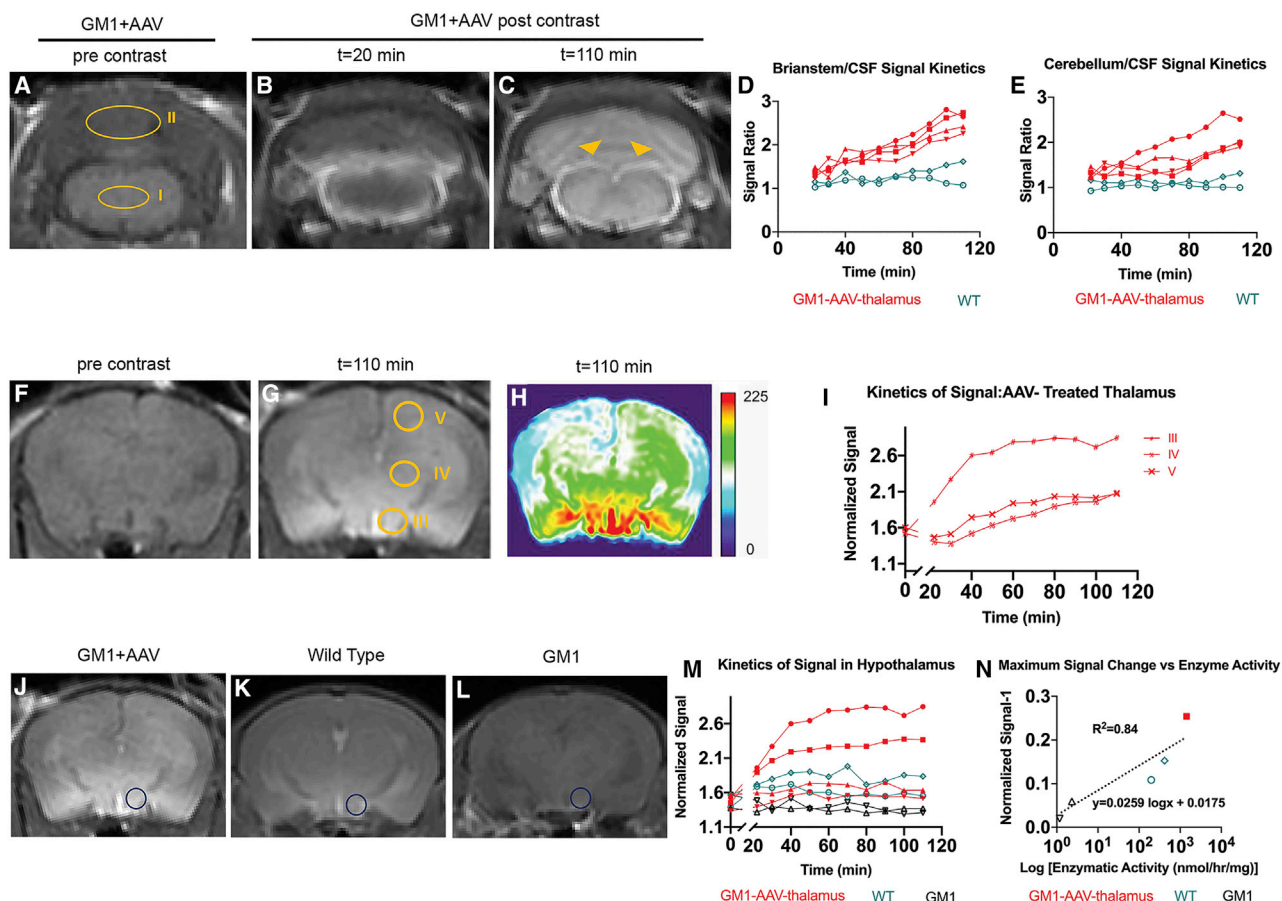 GM1+AAV
GM1+AAV post contrast
pre contrast
t=20 min
t=110 min
A
II
I
B
C
D
Brianstem/CSF Signal Kinetics
Signal Ratio
3
2
1
0
0 40 80 120
Time (min)
GM1-AAV-thalamus WT
E
Cerebellum/CSF Signal Kinetics
Signal Ratio
3
2
1
0
0 40 80 120
Time (min)
GM1-AAV-thalamus WT
pre contrast
t=110 min
t=110 min
F
G
V
IV
III
H
225
0
I
Kinetics of Signal:AAV- Treated Thalamus
Normalized Signal
2.6
2.1
1.6
1.1
0 20 40 60 80 100 120
Time (min)
III
IV
V
GM1+AAV
Wild Type
GM1
J
K
L
M
Kinetics of Signal in Hypothalamus
Normalized Signal
2.6
2.1
1.6
1.1
0 20 40 60 80 100 120
Time (min)
GM1-AAV-thalamus WT GM1
N
Maximum Signal Change vs Enzyme Activity
Normalized Signal-1
0.3
0.2
0.1
0.0
R²=0.84
y=0.0259 logx + 0.0175
10⁰ 10¹ 10² 10³ 10⁴
Log [Enzymatic Activity (nmol/hr/mg)]
GM1-AAV-thalamus WT GM1